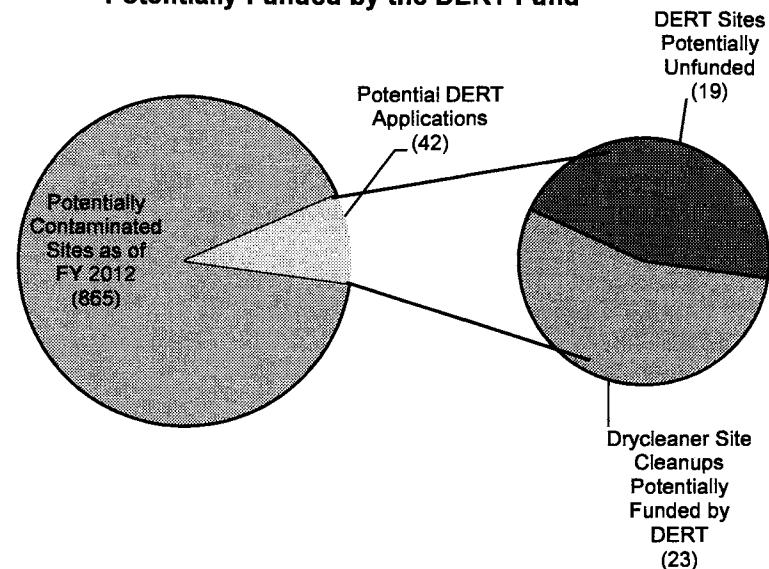 Potentially Funded by the DERT Fund
DERT Sites
Potentially
Unfunded
(19)
Potential DERT
Applications
(42)
Potentially
Contaminated
Sites as of
FY 2012
(865)
Drycleaner Site
Cleanups
Potentially
Funded by
DERT
(23)